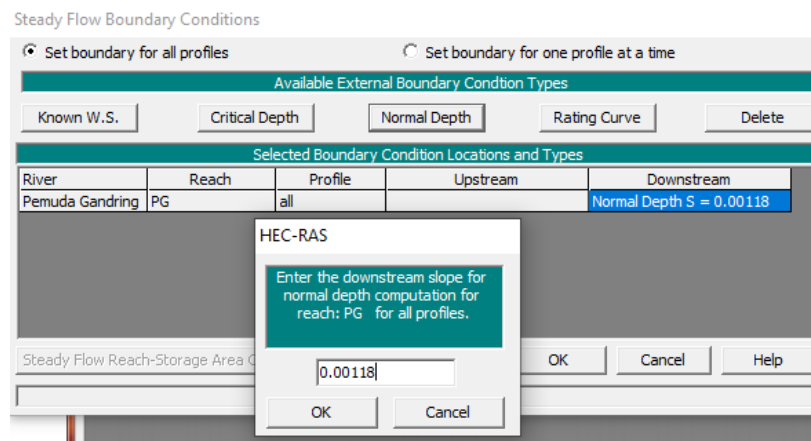 Steady Flow Boundary Conditions
Set boundary for all profiles Set boundary for one profile at a time
Available External Boundary Condtion Types
Known W.S. Critical Depth Normal Depth Rating Curve Delete
Selected Boundary Condition Locations and Types
River Reach Profile Upstream Downstream
Pemuda Gandring PG all Normal Depth S = 0.00118
HEC-RAS
Enter the downstream slope for
normal depth computation for
reach: PG for all profiles.
Steady Flow Reach-Storage Area OK Cancel Help
0.00118
OK Cancel